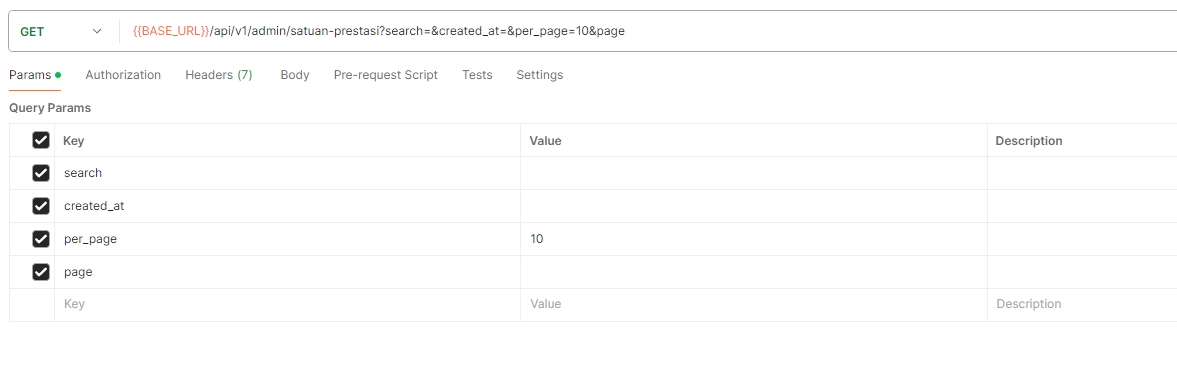 GET {{BASE_URL}}/api/v1/admin/satuan-prestasi?search=&created_at=&per_page=10&page
Params Authorization Headers (7) Body Pre-request Script Tests Settings
Query Params
Key Value Description
search
created_at
per_page 10
page
Key Value Description